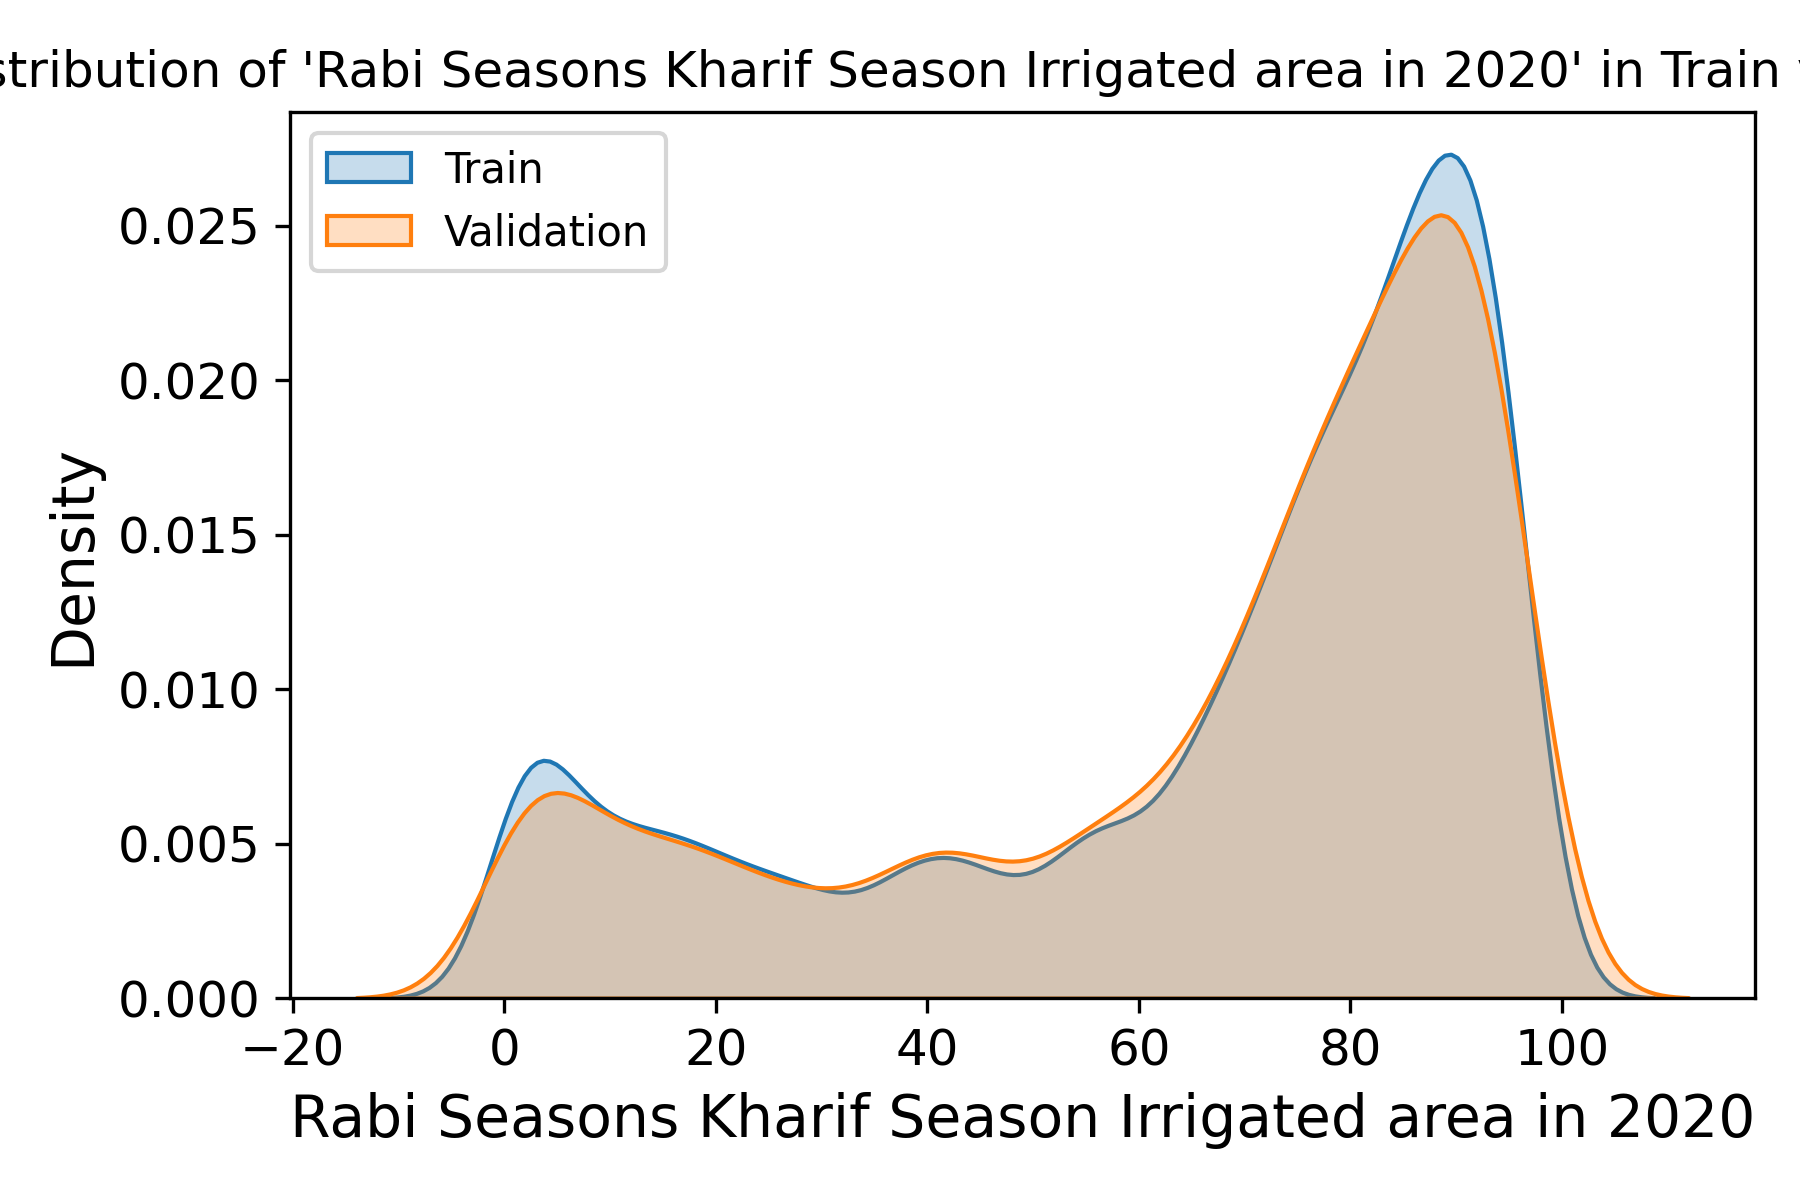 stribution of 'Rabi Seasons Kharif Season Irrigated area in 2020' in Train
Train
Validation
Density
0.025
0.020
0.015
0.010
0.005
0.000
−20 0 20 40 60 80 100
Rabi Seasons Kharif Season Irrigated area in 2020